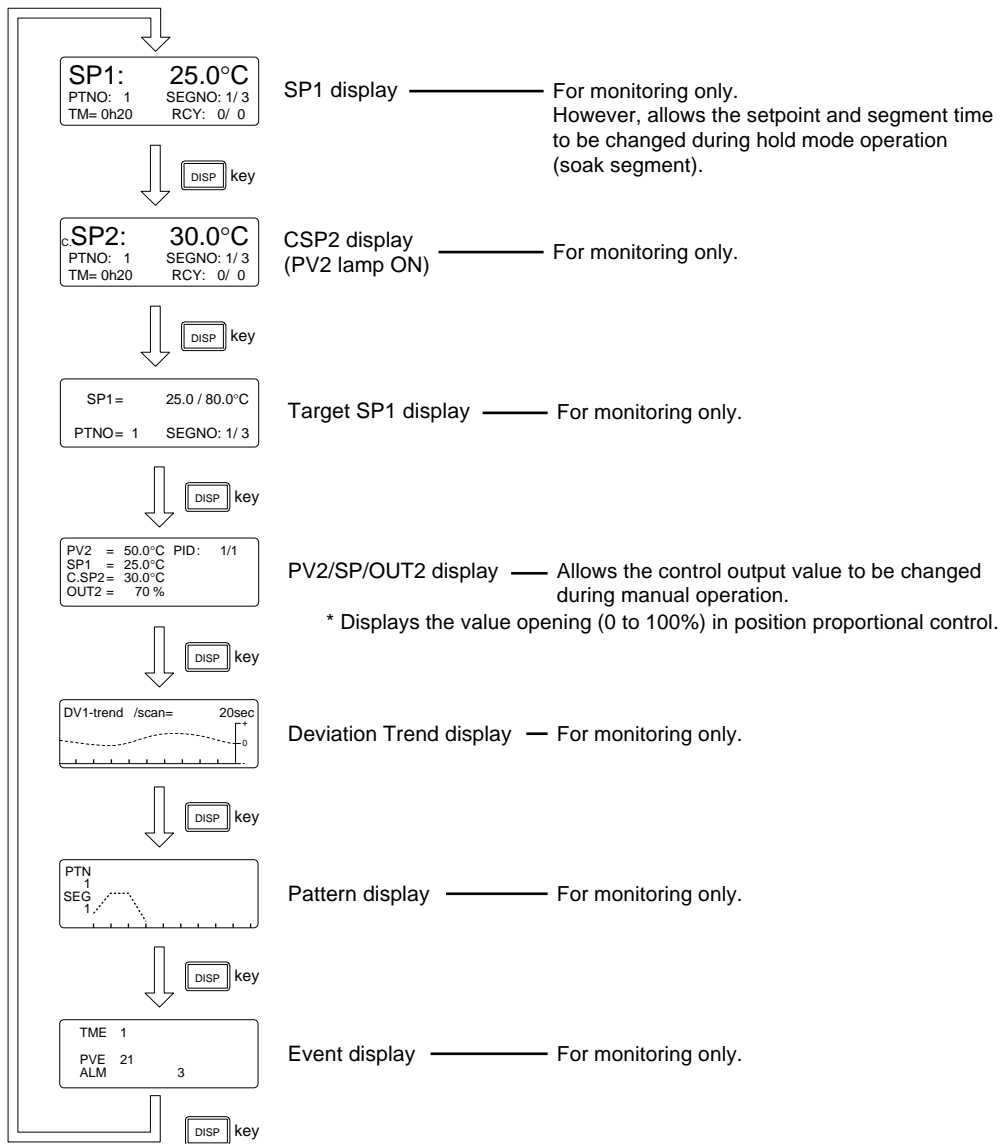 SP1: 25.0°C
PTNO: 1 SEGNO: 1/ 3
TM= 0h20 RCY: 0/ 0
SP1 display
For monitoring only.
However, allows the setpoint and segment time
to be changed during hold mode operation
(soak segment).
DISP key
C.SP2: 30.0°C
PTNO: 1 SEGNO: 1/ 3
TM= 0h20 RCY: 0/ 0
CSP2 display
(PV2 lamp ON)
For monitoring only.
DISP key
SP1= 25.0 / 80.0°C
PTNO= 1 SEGNO: 1/ 3
Target SP1 display
For monitoring only.
DISP key
PV2 = 50.0°C PID: 1/1
SP1 = 25.0°C
C.SP2= 30.0°C
OUT2 = 70 %
PV2/SP/OUT2 display
Allows the control output value to be changed
during manual operation.
* Displays the value opening (0 to 100%) in position proportional control.
DISP key
DV1-trend /scan= 20sec
+
0
-
Deviation Trend display
For monitoring only.
DISP key
PTN
1
SEG
1
Pattern display
For monitoring only.
DISP key
TME 1
PVE 21
ALM 3
Event display
For monitoring only.
DISP key